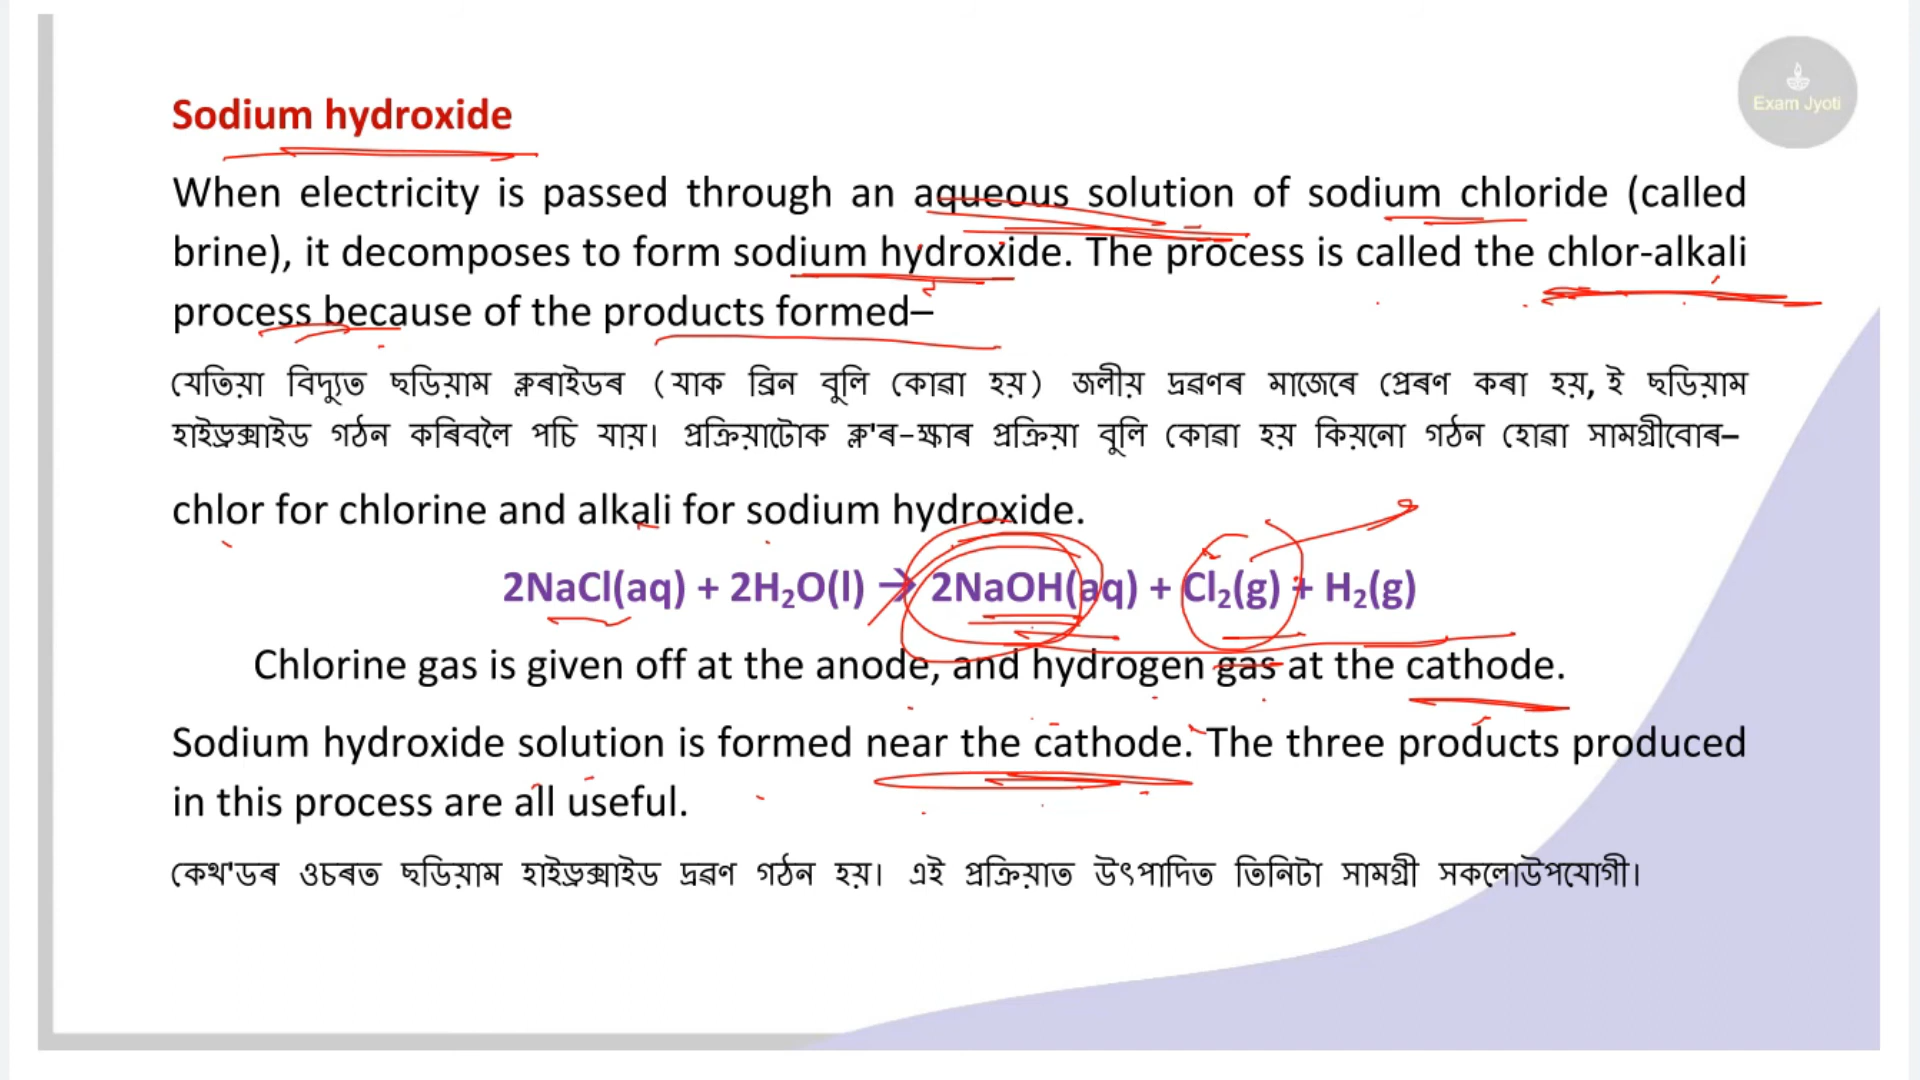 Exam Jyoti
Sodium hydroxide
When electricity is passed through an aqueous solution of sodium chloride (called
brine), it decomposes to form sodium hydroxide. The process is called the chlor-alkali
process because of the products formed–
যেতিয়া বিদ্যুত ছডিয়াম ক্লৰাইডৰ (যাক ব্ৰিন বুলি কোৱা হয়) জলীয় দ্ৰৱণৰ মাজেৰে প্ৰেৰণ কৰা হয়, ই ছডিয়াম
হাইড্ৰক্সাইড গঠন কৰিবলৈ পচি যায়। প্ৰক্ৰিয়াটোক ক্ল'ৰ-ক্ষাৰ প্ৰক্ৰিয়া বুলি কোৱা হয় কিয়নো গঠন হোৱা সামগ্ৰীবোৰ–
chlor for chlorine and alkali for sodium hydroxide.
2NaCl(aq) + 2H₂O(l) → 2NaOH(aq) + Cl₂(g) + H₂(g)
Chlorine gas is given off at the anode, and hydrogen gas at the cathode.
Sodium hydroxide solution is formed near the cathode. The three products produced
in this process are all useful.
কেথ'ডৰ ওচৰত ছডিয়াম হাইড্ৰক্সাইড দ্ৰৱণ গঠন হয়। এই প্ৰক্ৰিয়াত উৎপাদিত তিনিটা সামগ্ৰী সকলোউপযোগী।